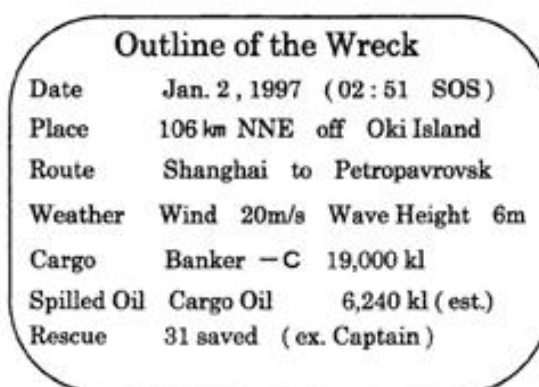 Outline of the Wreck
Date Jan. 2, 1997 (02:51 SOS)
Place 106 km NNE off Oki Island
Route Shanghai to Petropavrovsk
Weather Wind 20m/s Wave Height 6m
Cargo Banker -C 19,000 kl
Spilled Oil Cargo Oil 6,240 kl (est.)
Rescue 31 saved (ex. Captain)